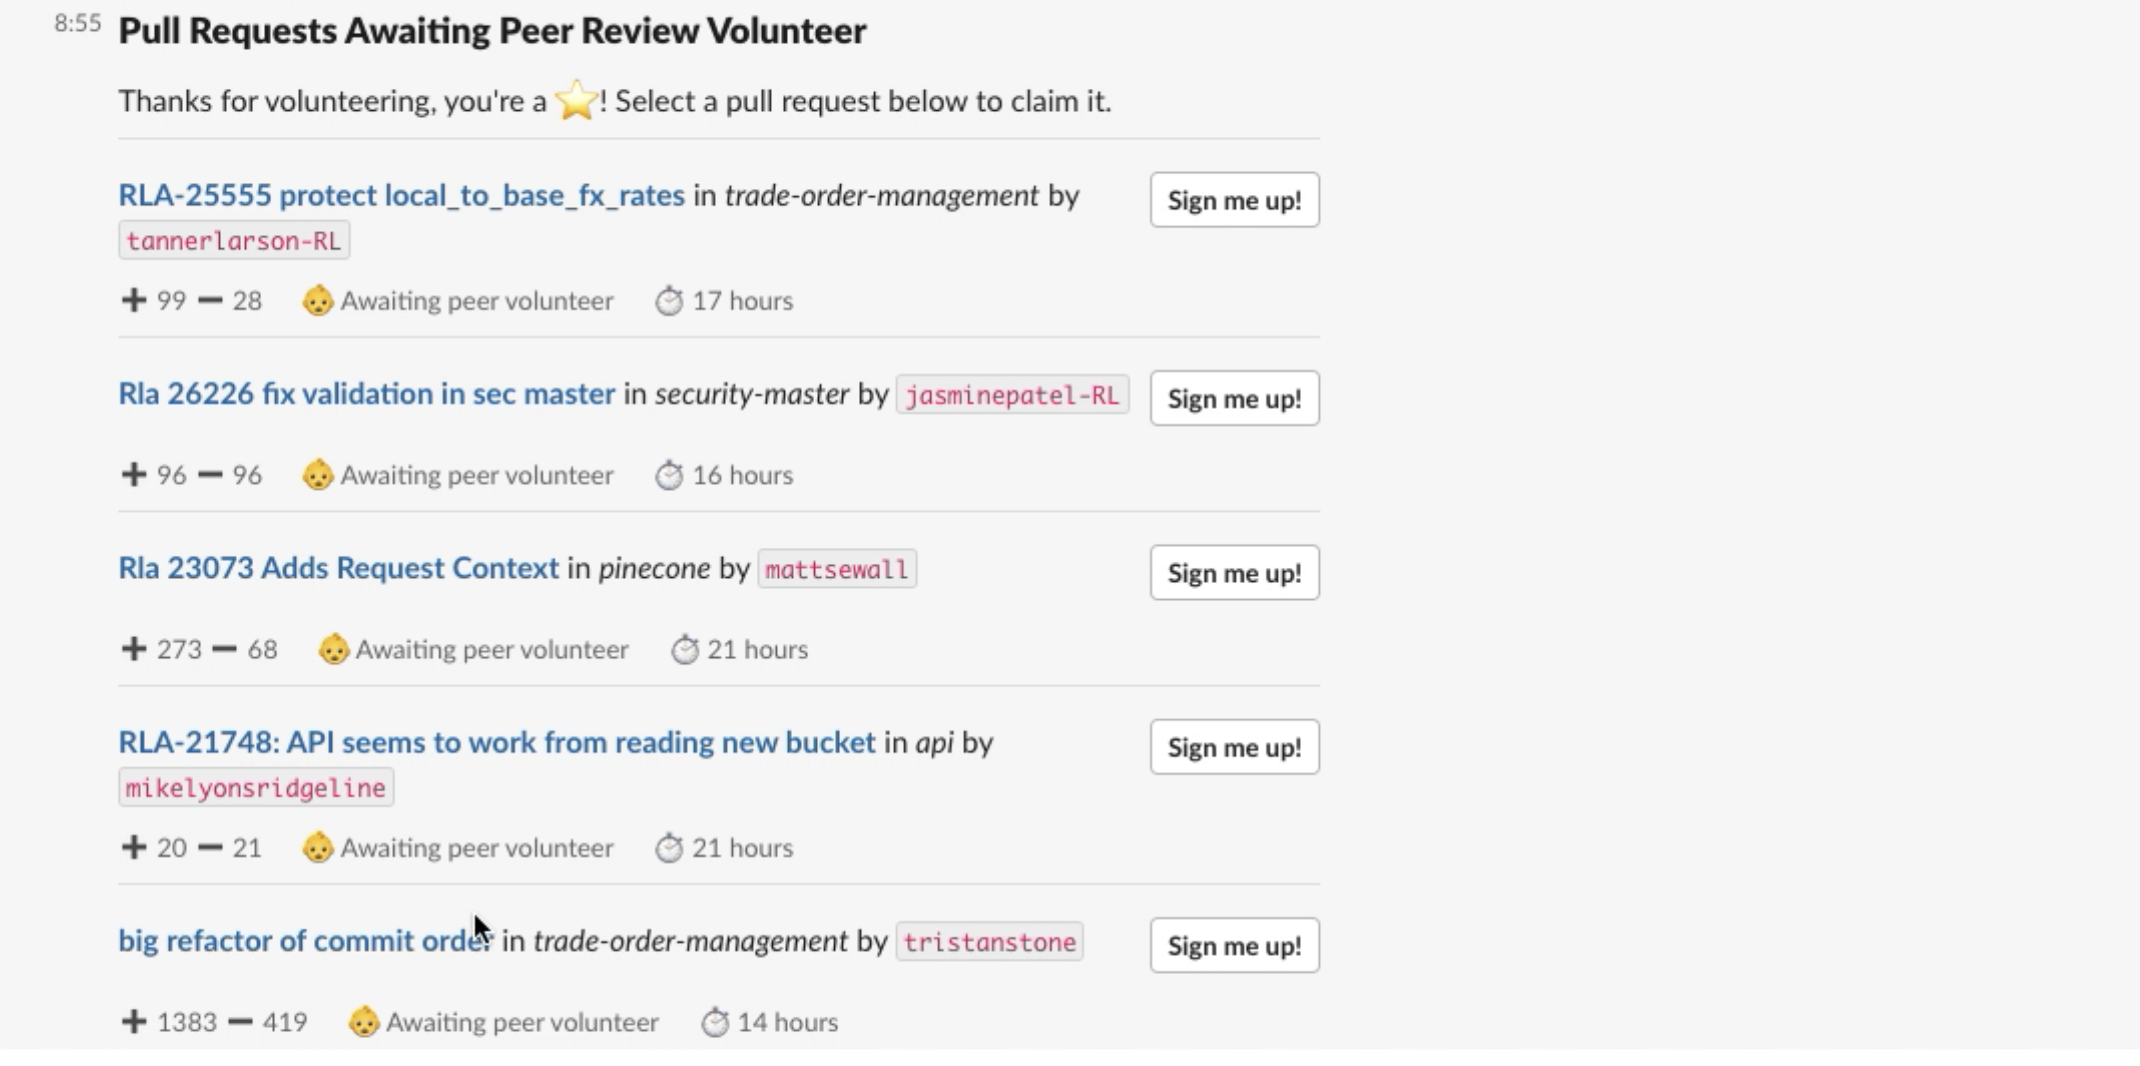 8:55 Pull Requests Awaiting Peer Review Volunteer
Thanks for volunteering, you're a ⭐! Select a pull request below to claim it.
RLA-25555 protect local_to_base_fx_rates in trade-order-management by Sign me up!
tannerlarson-RL
➕ 99 ➖ 28 👶 Awaiting peer volunteer ⏱ 17 hours
Rla 26226 fix validation in sec master in security-master by jasminepatel-RL Sign me up!
➕ 96 ➖ 96 👶 Awaiting peer volunteer ⏱ 16 hours
Rla 23073 Adds Request Context in pinecone by mattsewall Sign me up!
➕ 273 ➖ 68 👶 Awaiting peer volunteer ⏱ 21 hours
RLA-21748: API seems to work from reading new bucket in api by Sign me up!
mikelyonsridgeline
➕ 20 ➖ 21 👶 Awaiting peer volunteer ⏱ 21 hours
big refactor of commit order in trade-order-management by tristanstone Sign me up!
➕ 1383 ➖ 419 👶 Awaiting peer volunteer ⏱ 14 hours